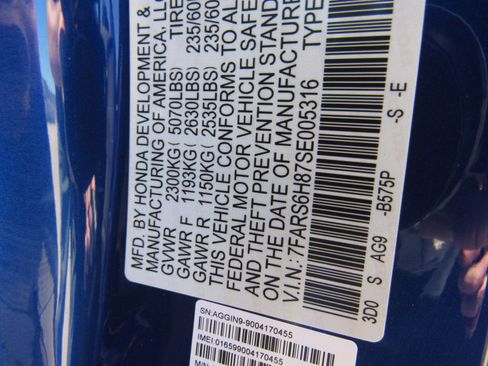 MFD. BY HONDA DEVELOPMENT &
MANUFACTURING OF AMERICA, LLC
GVWR 2300KG ( 5070LBS) TIRE
GAWR F 1193KG ( 2630LBS) 235/60
GAWR R 1150KG ( 2535LBS) 235/60
THIS VEHICLE CONFORMS TO AL
FEDERAL MOTOR VEHICLE SAFE
AND THEFT PREVENTION STAND
ON THE DATE OF MANUFACTURE
V.I.N.: 7FARS6H87SE005316 TYPE
3D0 S AG9 -B575P -S -E
SN:AGGIN9-9004170455
IMEI:016599004170455